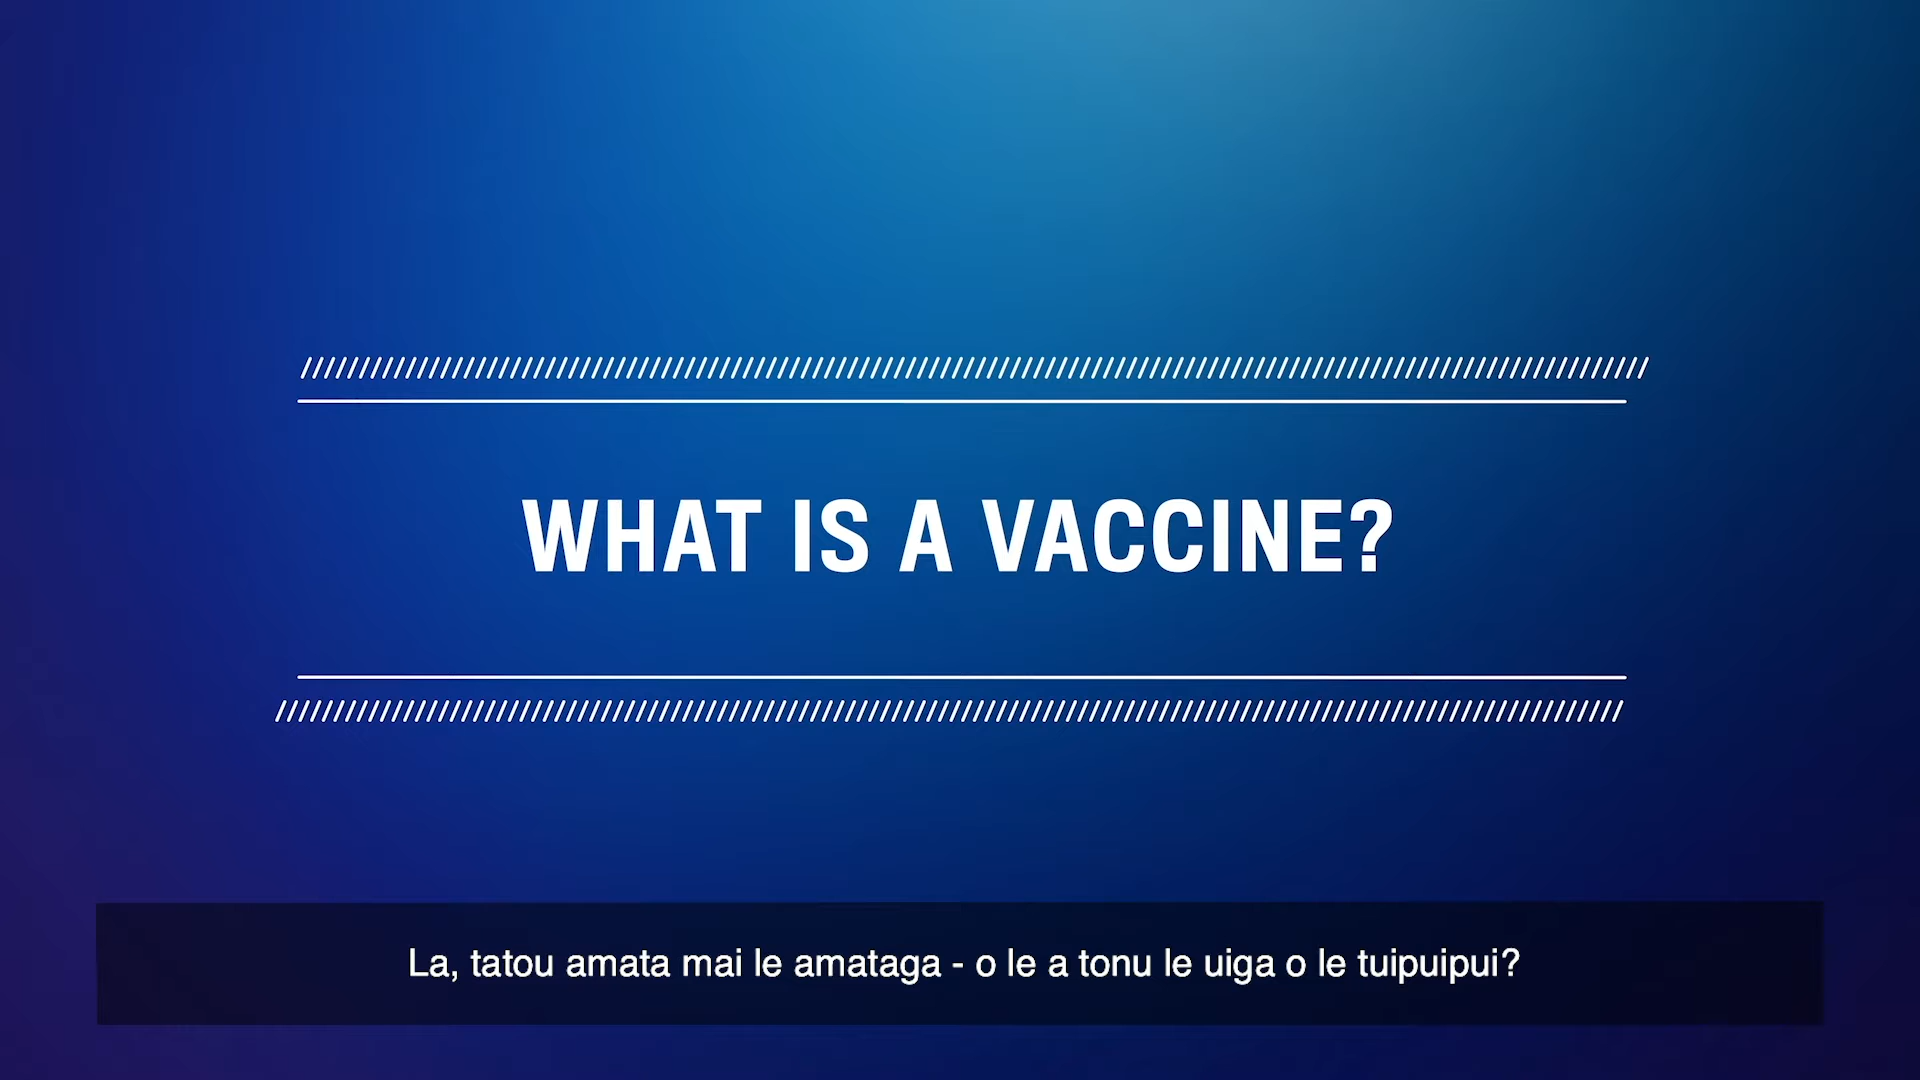 WHAT IS A VACCINE?
La, tatou amata mai le amataga - o le a tonu le uiga o le tuipuipui?